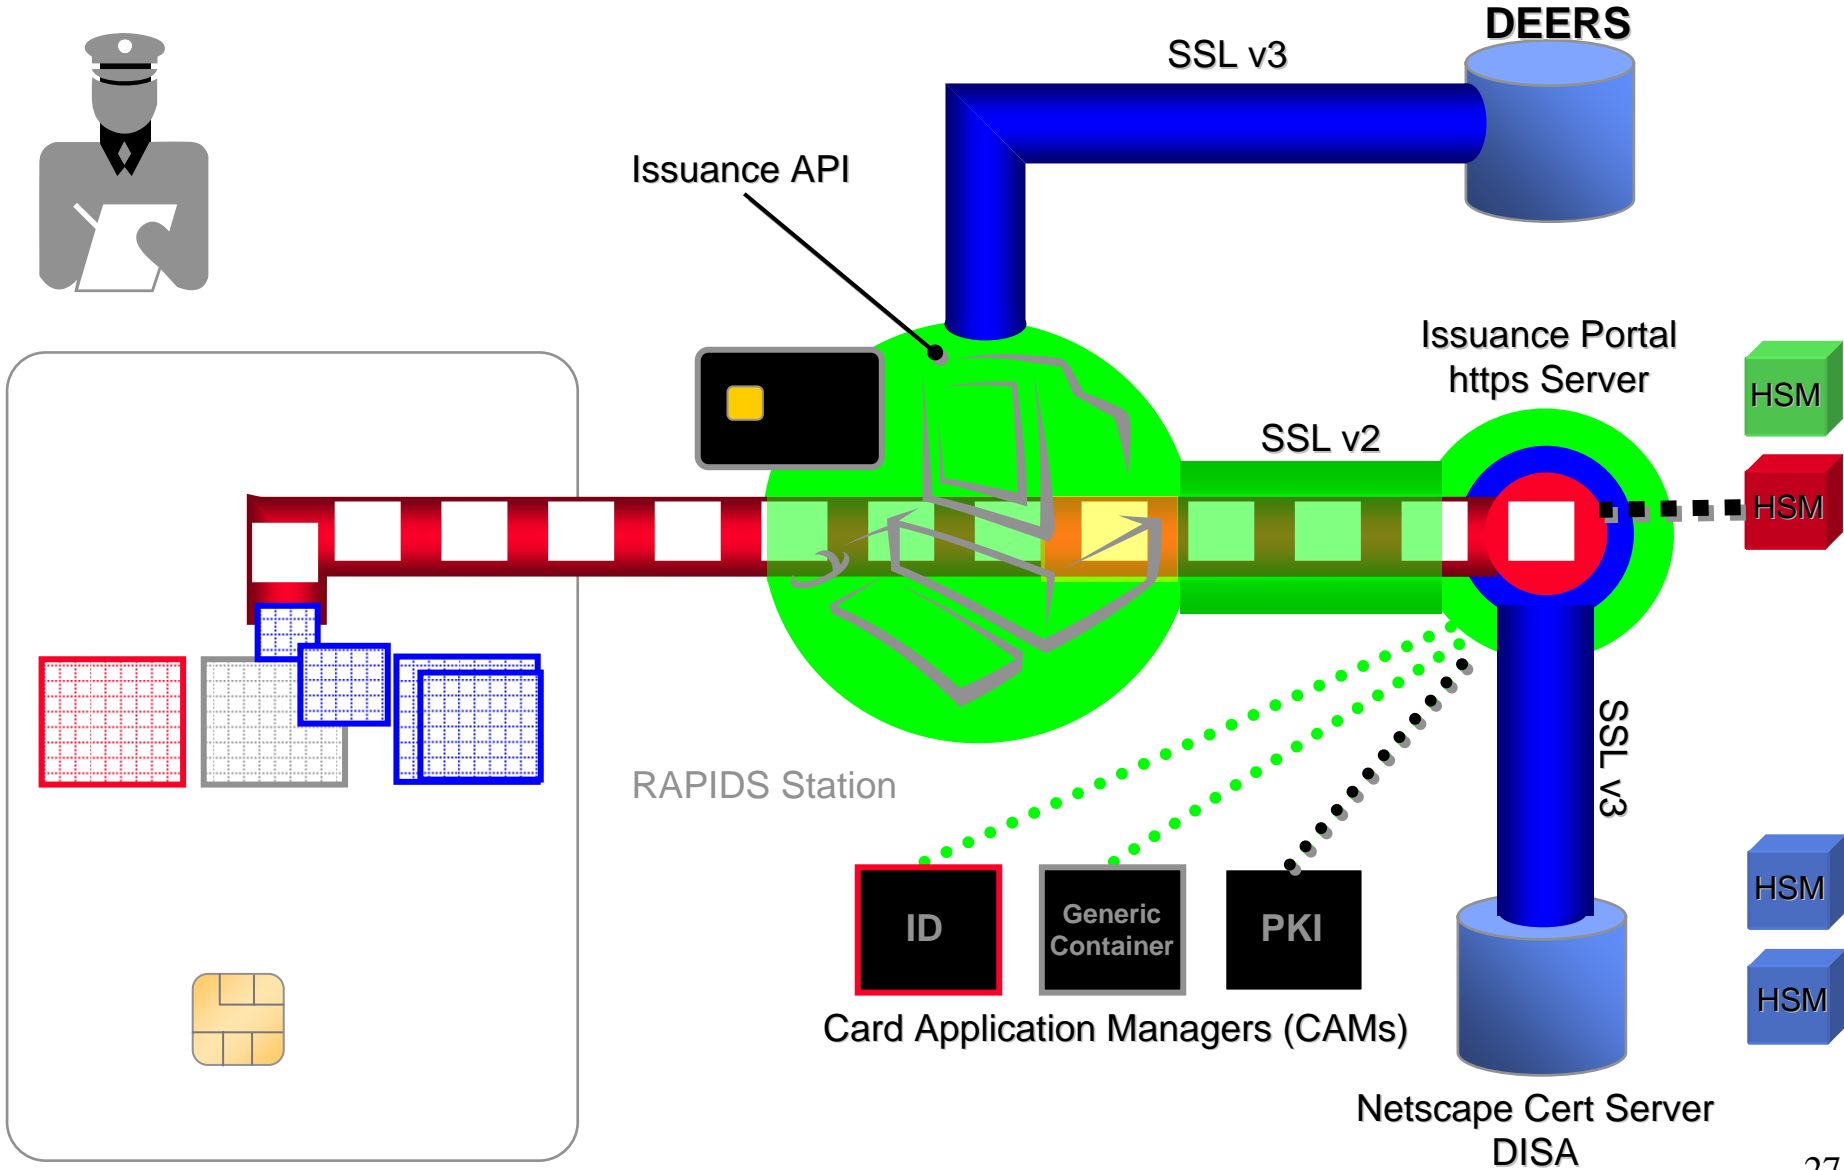 DEERS
SSL v3
Issuance API
Issuance Portal
https Server
HSM
SSL v2
HSM
SSL v3
RAPIDS Station
ID
Generic
Container
PKI
HSM
HSM
Card Application Managers (CAMs)
Netscape Cert Server
DISA
27